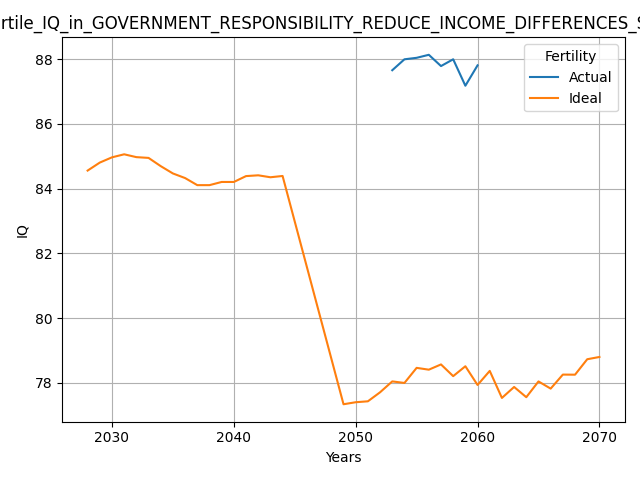 rtile_IQ_in_GOVERNMENT_RESPONSIBILITY_REDUCE_INCOME_DIFFERENCES_S
Fertility
Actual
Ideal
88
86
84
82
80
78
IQ
2030 2040 2050 2060 2070
Years